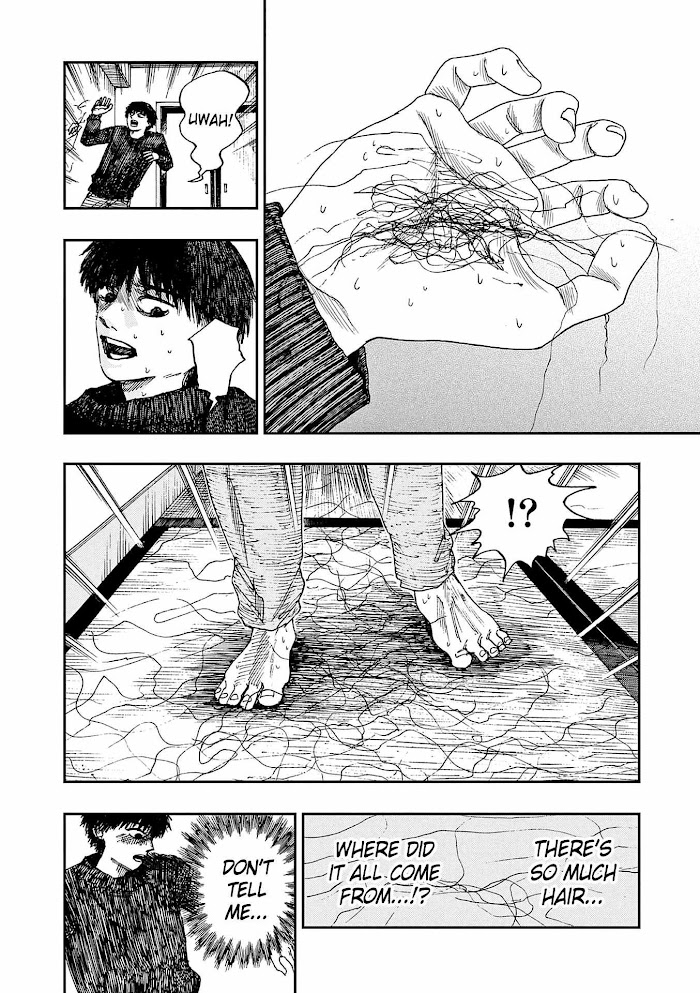 UWAH!
!?
THERE'S
SO MUCH
HAIR...
WHERE DID
IT ALL COME
FROM...!?
DON'T
TELL
ME...